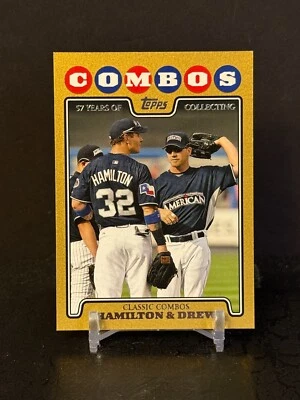 COMBOS
57 YEARS OF Topps COLLECTING
HAMILTON
32
AMERICAN
CLASSIC COMBOS
HAMILTON & DREW